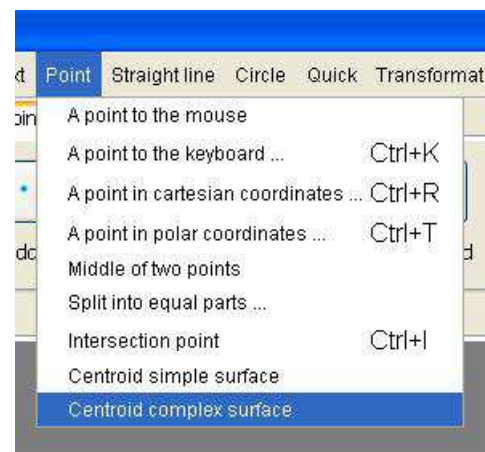 Point Straight line Circle Quick Transformat
A point to the mouse
A point to the keyboard ... Ctrl+K
A point in cartesian coordinates ... Ctrl+R
A point in polar coordinates ... Ctrl+T
Middle of two points
Split into equal parts ...
Intersection point Ctrl+I
Centroid simple surface
Centroid complex surface